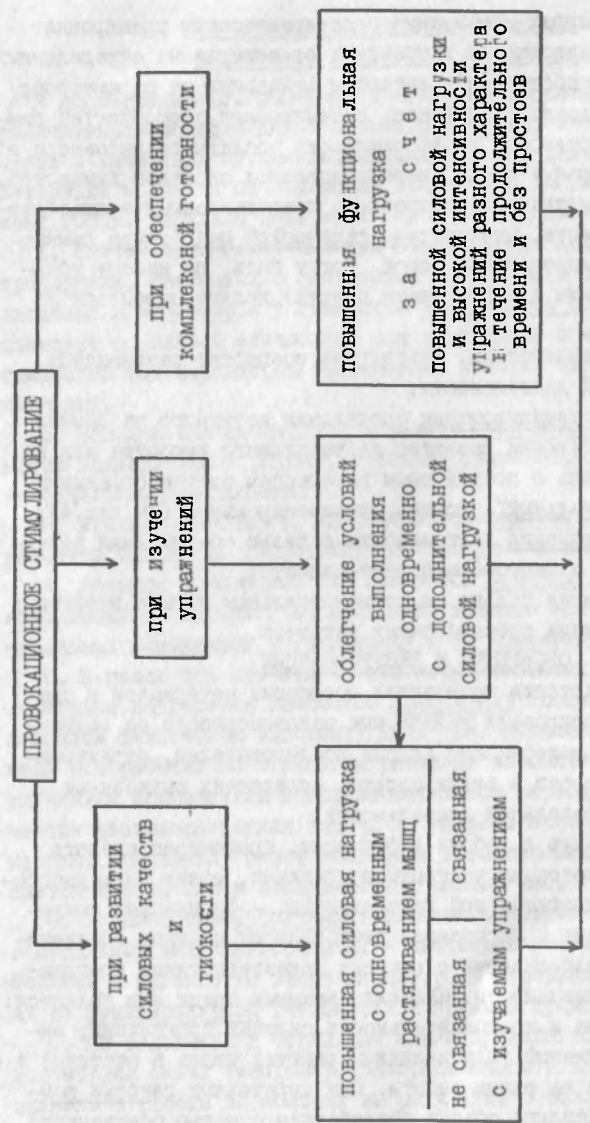 ПРОВОКАЦИОННОЕ СТИМУЛИРОВАНИЕ
при развитии
силовых качеств
и
гибкости
при изучении
упражнений
при обеспечении
комплексной готовности
повышенная силовая нагрузка
с одновременным
растягиванием мышц
не связанная связанная
с изучаемым упражнением
облегчение условий
выполнения
одновременно
с дополнительной
силовой нагрузкой
повышенная функциональная
нагрузка
за счет
повышенной силовой нагрузки
и высокой интенсивности
упражнений разного характера
в течение продолжительного
времени и без простоев